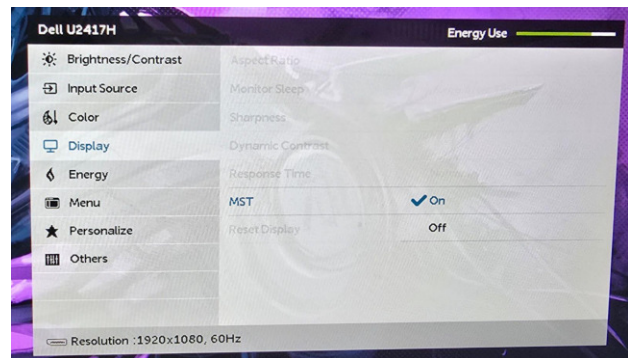 Dell U2417H
Energy Use
Brightness/Contrast
Aspect Ratio
Input Source
Monitor Sleep
Color
Sharpness
Display
Dynamic Contrast
Energy
Response Time
Menu
MST
On
Personalize
Reset Display
Off
Others
Resolution :1920x1080, 60Hz